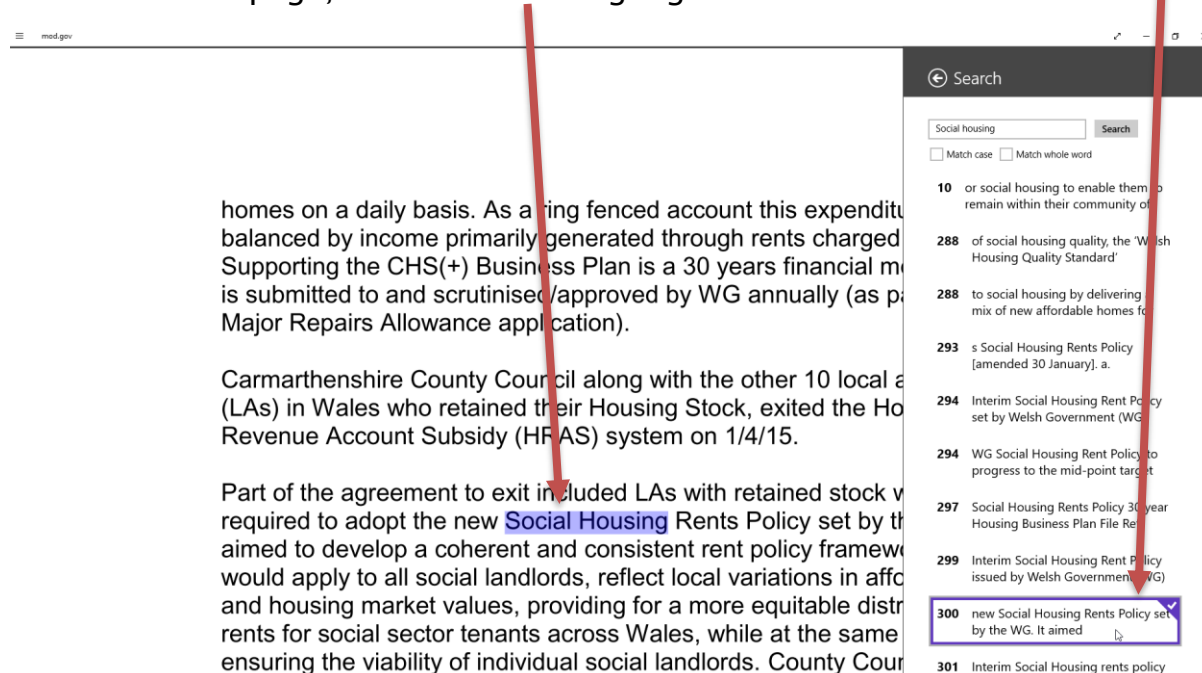 mod.gov
Search
Social housing
Search
Match case
Match whole word
homes on a daily basis. As a ring fenced account this
balanced by income primarily generated through rents charged
Supporting the CHS(+) Business Plan is a 30 years financial
is submitted to and scrutinised/approved by WG annually (as
Major Repairs Allowance application).
Carmarthenshire County Council along with the other 10 local
(LAs) in Wales who retained their Housing Stock, exited the
Revenue Account Subsidy (HRAS) system on 1/4/15.
Part of the agreement to exit included LAs with retained stock
required to adopt the new Social Housing Rents Policy set by
aimed to develop a coherent and consistent rent policy
would apply to all social landlords, reflect local variations in
and housing market values, providing for a more equitable
rents for social sector tenants across Wales, while at the same
ensuring the viability of individual social landlords. County
10 or social housing to enable them to
remain within their community of
288 of social housing quality, the 'Welsh
Housing Quality Standard'
288 to social housing by delivering
mix of new affordable homes
293 s Social Housing Rents Policy
[amended 30 January]. a.
294 Interim Social Housing Rent Policy
set by Welsh Government (WG)
294 WG Social Housing Rent Policy to
progress to the mid-point target
297 Social Housing Rents Policy 30 year
Housing Business Plan File
299 Interim Social Housing Rent Policy
issued by Welsh Government (WG)
300 new Social Housing Rents Policy set
by the WG. It aimed
301 Interim Social Housing rents policy